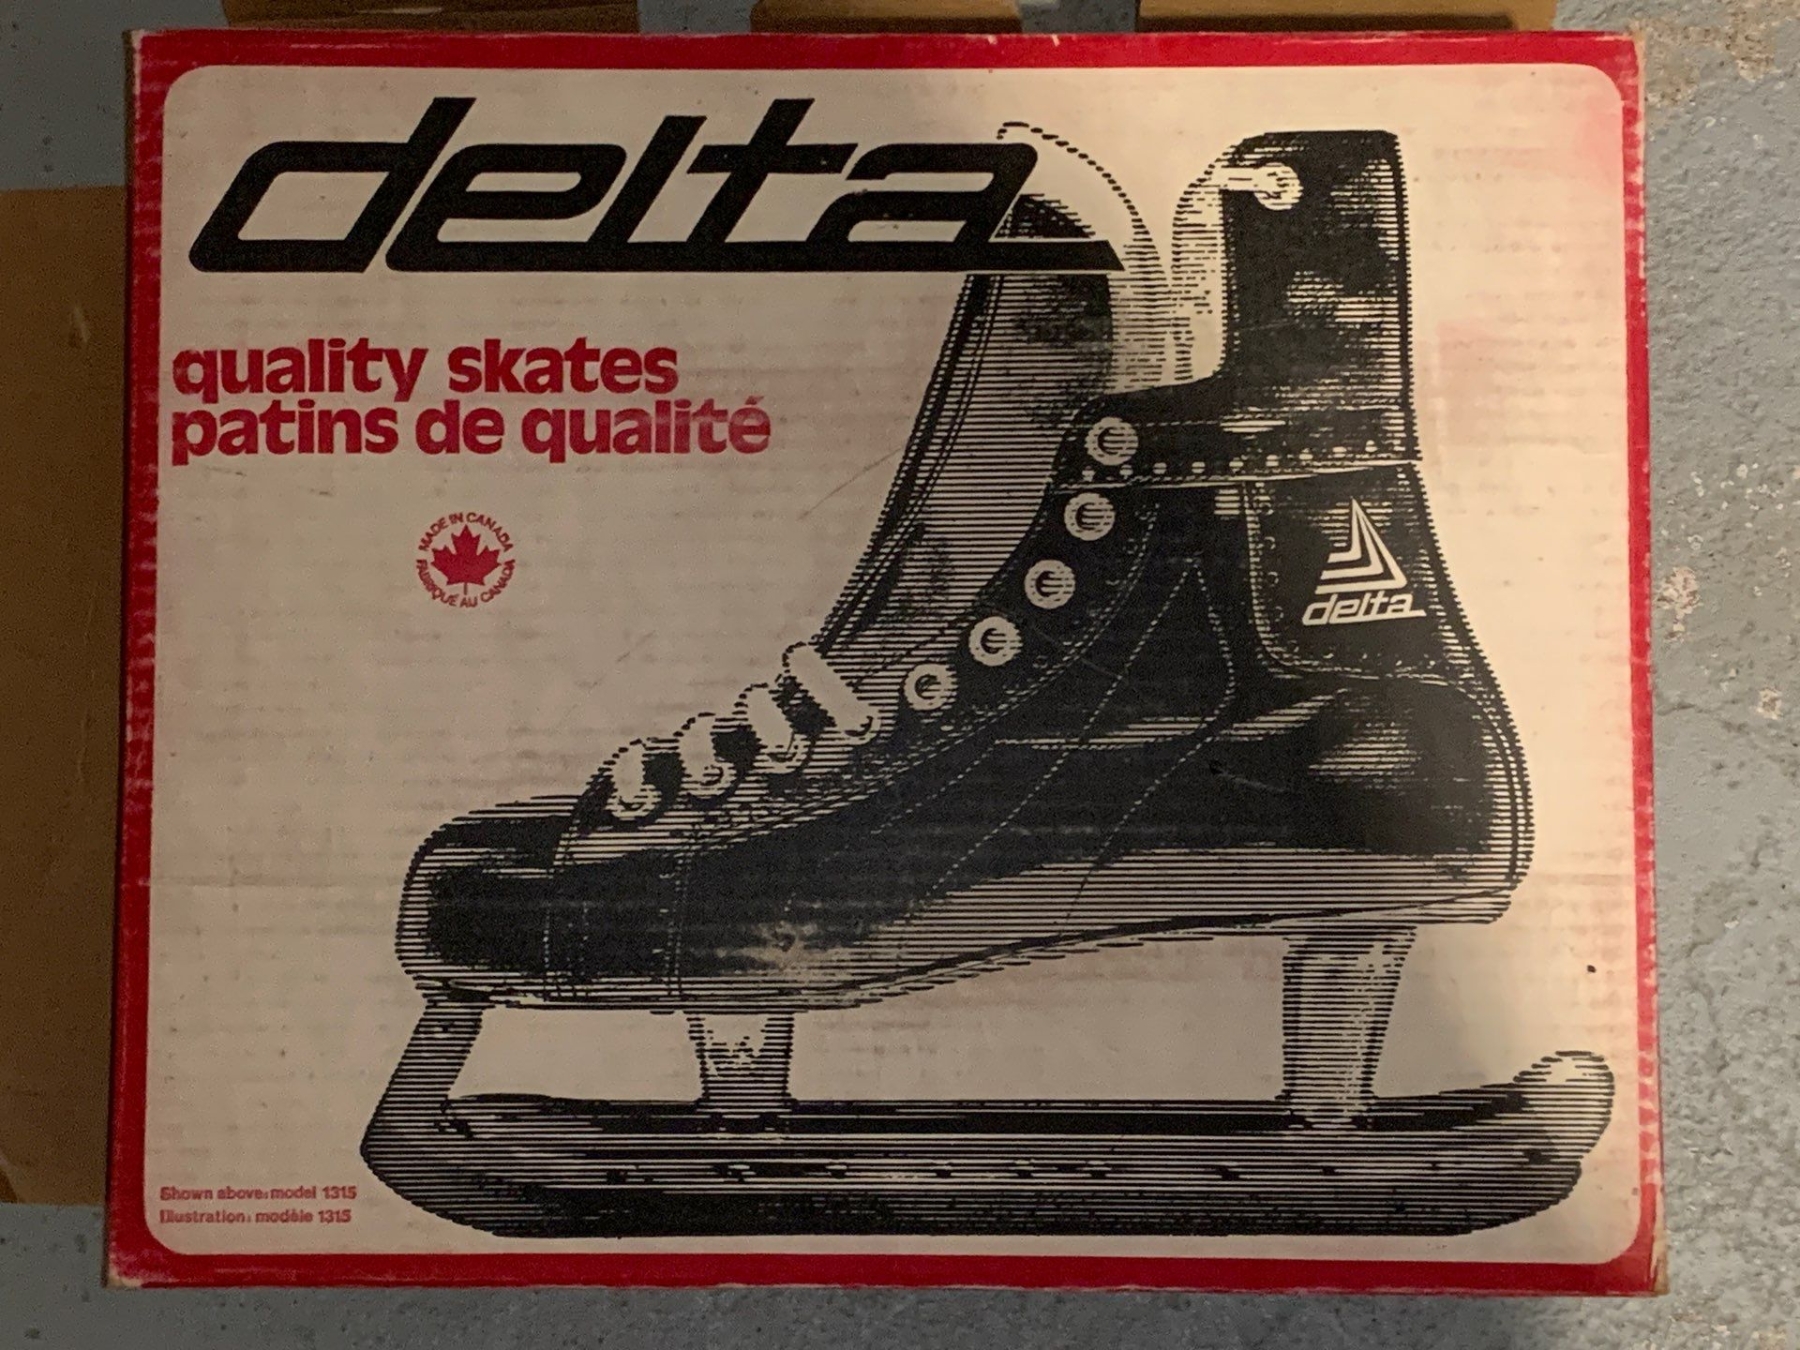 delta
quality skates
patins de qualité
MADE IN CANADA
FABRIQUÉ AU CANADA
delta
Shown above: model 1315
Illustration: modèle 1315